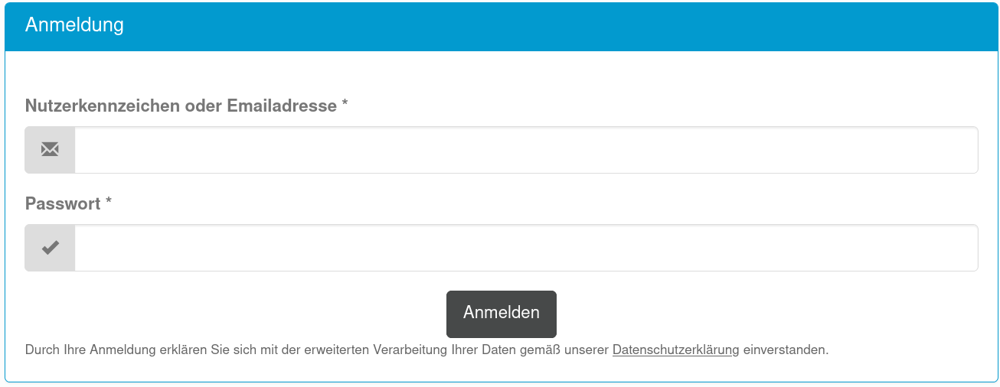 Anmeldung
Nutzerkennzeichen oder Emailadresse *
Passwort *
Anmelden
Durch Ihre Anmeldung erklären Sie sich mit der erweiterten Verarbeitung Ihrer Daten gemäß unserer Datenschutzerklärung einverstanden.